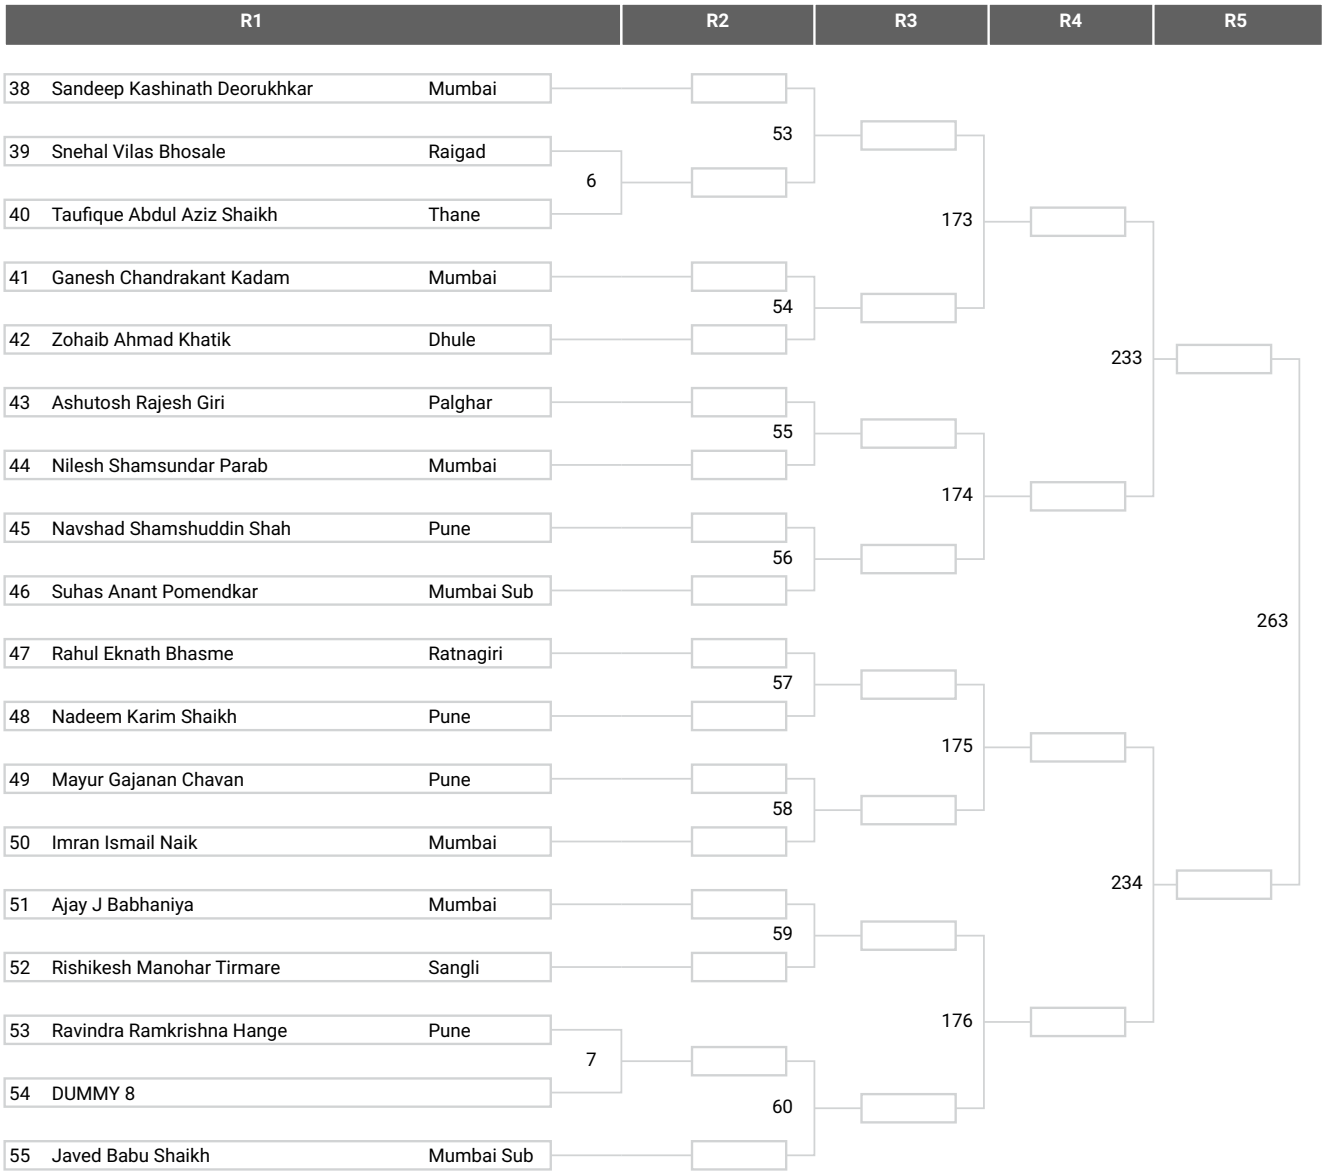 R1 R2 R3 R4 R5
38 Sandeep Kashinath Deorukhkar Mumbai
53
39 Snehal Vilas Bhosale Raigad
6
40 Taufique Abdul Aziz Shaikh Thane
173
41 Ganesh Chandrakant Kadam Mumbai
54
42 Zohaib Ahmad Khatik Dhule
233
43 Ashutosh Rajesh Giri Palghar
55
44 Nilesh Shamsundar Parab Mumbai
174
45 Navshad Shamshuddin Shah Pune
56
46 Suhas Anant Pomendkar Mumbai Sub
263
47 Rahul Eknath Bhasme Ratnagiri
57
48 Nadeem Karim Shaikh Pune
175
49 Mayur Gajanan Chavan Pune
58
50 Imran Ismail Naik Mumbai
234
51 Ajay J Babhaniya Mumbai
59
52 Rishikesh Manohar Tirmare Sangli
176
53 Ravindra Ramkrishna Hange Pune
7
54 DUMMY 8
60
55 Javed Babu Shaikh Mumbai Sub